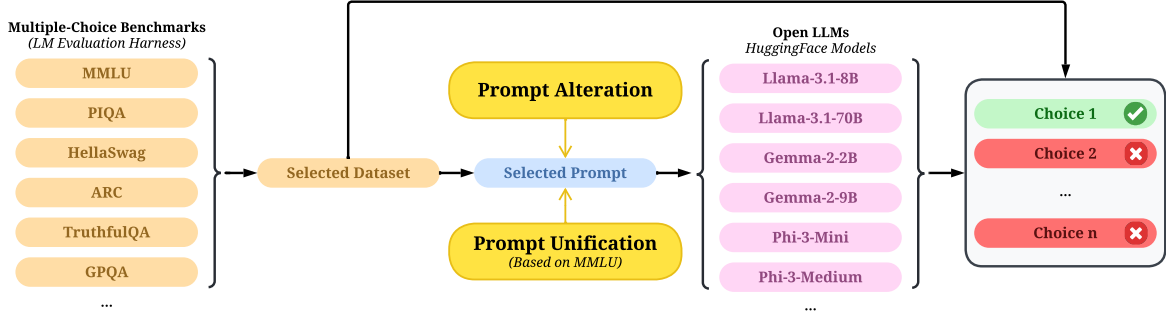 Multiple-Choice Benchmarks
(LM Evaluation Harness)
MMLU
PIQA
HellaSwag
ARC
TruthfulQA
GPQA
...
Selected Dataset
Prompt Alteration
Selected Prompt
Prompt Unification
(Based on MMLU)
Open LLMs
HuggingFace Models
Llama-3.1-8B
Llama-3.1-70B
Gemma-2-2B
Gemma-2-9B
Phi-3-Mini
Phi-3-Medium
...
Choice 1
Choice 2
...
Choice n